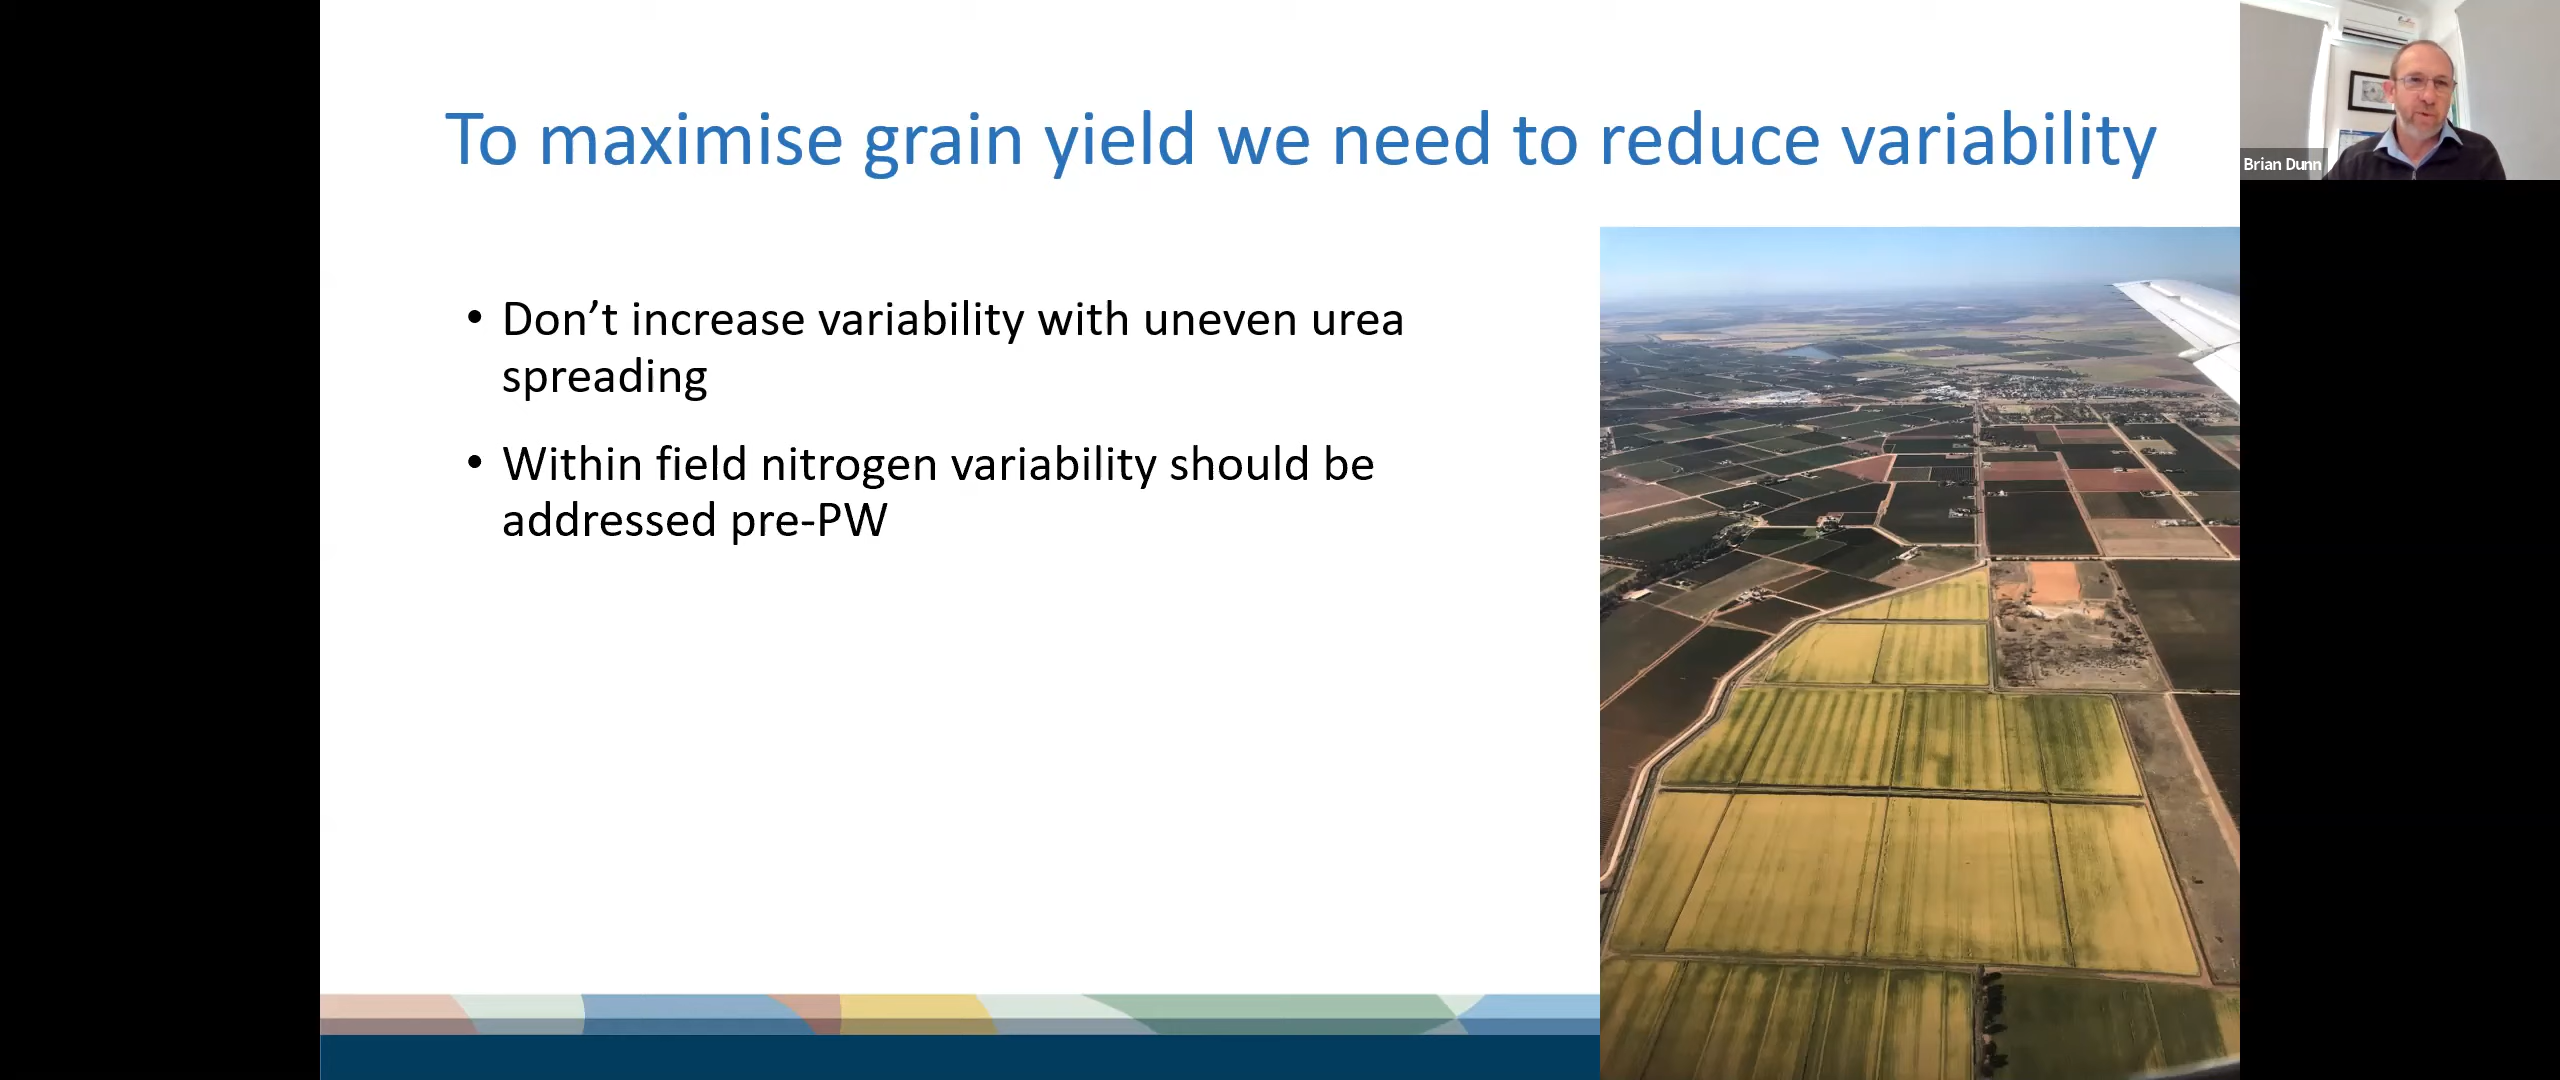 To maximise grain yield we need to reduce variability
Brian Dunn
• Don’t increase variability with uneven urea
spreading
• Within field nitrogen variability should be
addressed pre-PW